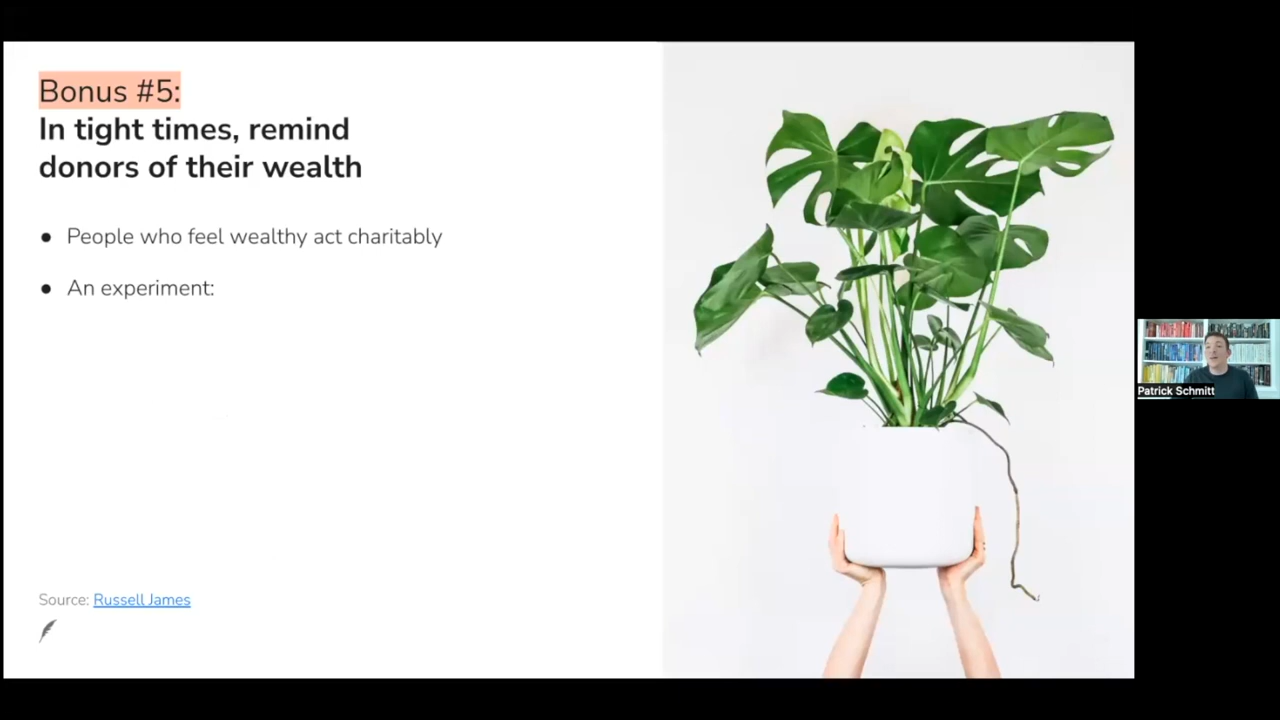 Bonus #5:
In tight times, remind
donors of their wealth
● People who feel wealthy act charitably
● An experiment:
Source: Russell James
Patrick Schmitt